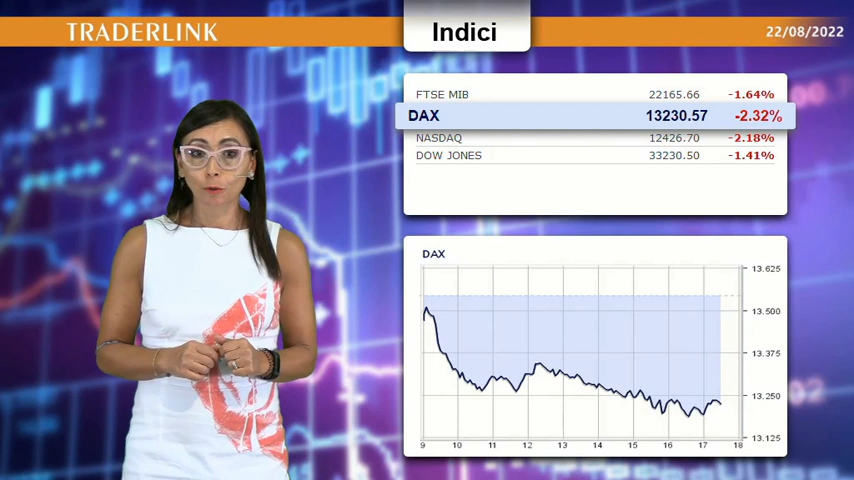 TRADERLINK
Indici
22/08/2022
FTSE MIB 22165.66 -1.64%
DAX 13230.57 -2.32%
NASDAQ 12426.70 -2.18%
DOW JONES 33230.50 -1.41%
DAX
13.625
13.500
13.375
13.250
13.125
9 10 11 12 13 14 15 16 17 18